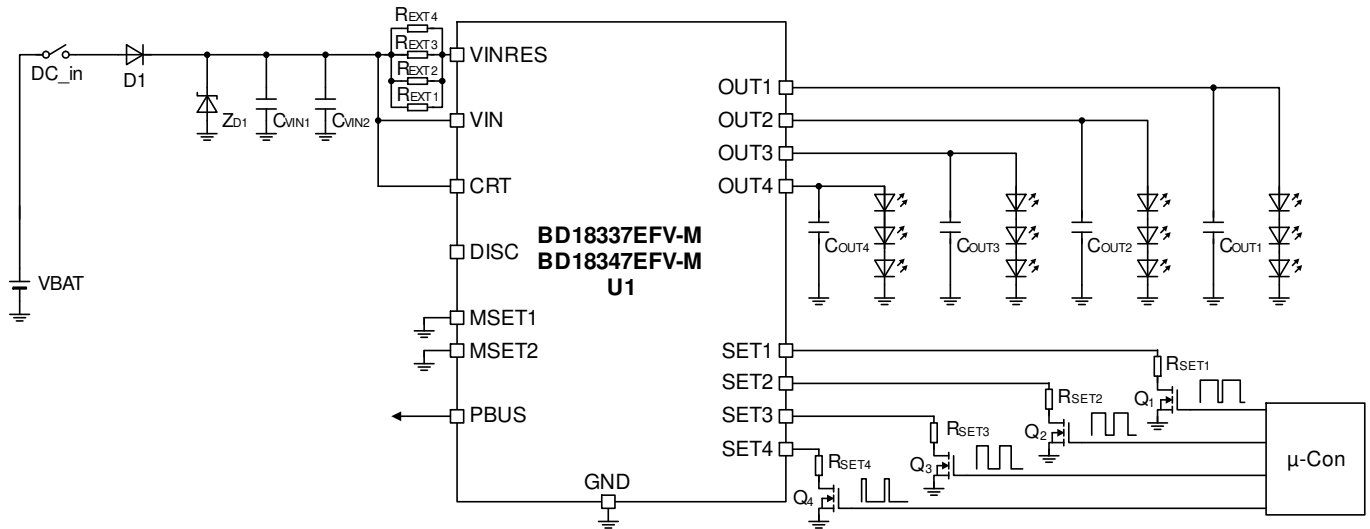 REXT4
REXT3
REXT2
REXT1
DC_in
D1
ZD1
CVIN1
CVIN2
VBAT
VINRES
VIN
CRT
DISC
MSET1
MSET2
PBUS
GND
BD18337EFV-M
BD18347EFV-M
U1
OUT1
OUT2
OUT3
OUT4
COUT4
COUT3
COUT2
COUT1
SET1
SET2
SET3
SET4
RSET1
Q1
RSET2
Q2
RSET3
Q3
RSET4
Q4
μ-Con